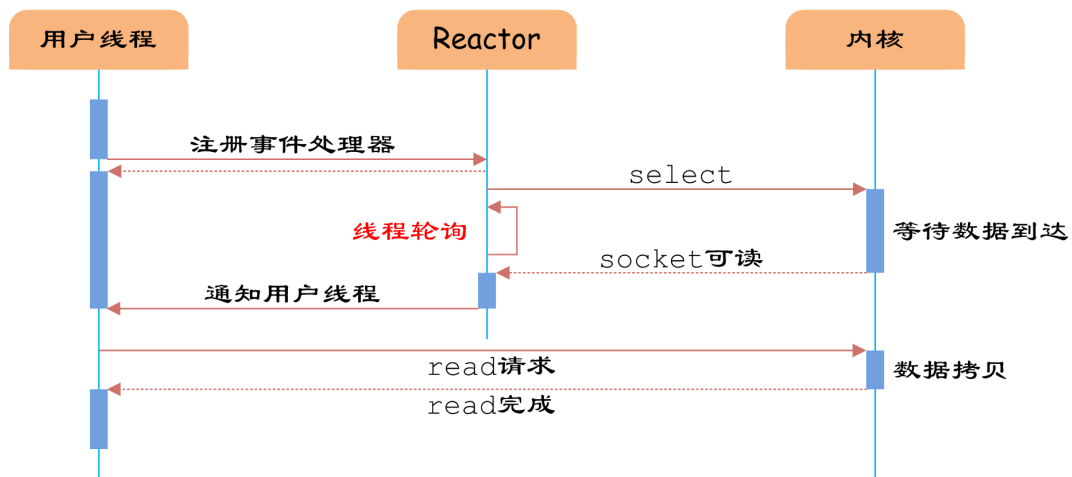 用户线程
Reactor
内核
注册事件处理器
select
线程轮询
等待数据到达
socket可读
通知用户线程
read请求
数据拷贝
read完成